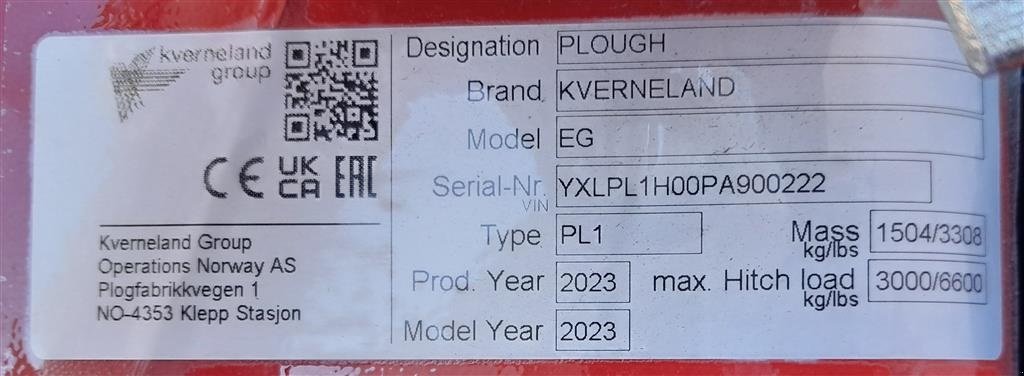 kverneland
group
CE UK
CA EAC
Kverneland Group
Operations Norway AS
Plogfabrikkvegen 1
NO-4353 Klepp Stasjon
Designation PLOUGH
Brand KVERNELAND
Model EG
Serial-Nr. YXLPL1H00PA900222
VIN
Type PL1 Mass 1504/3308
kg/lbs
Prod. Year 2023 max. Hitch load 3000/6600
kg/lbs
Model Year 2023